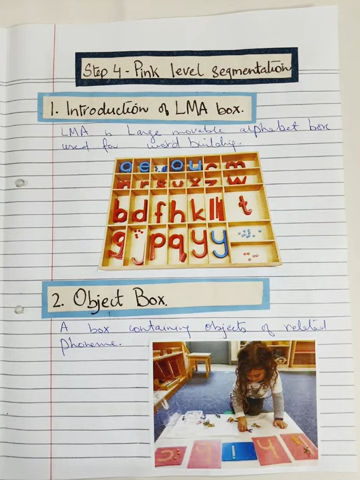 Step 4 - Pink level segmentation
1. Introduction of LMA box.
LMA is Large movable alphabet box
used for word building.
b d f h k l t
g j p q y y
2. Object Box.
A box containing objects of related
phoneme.